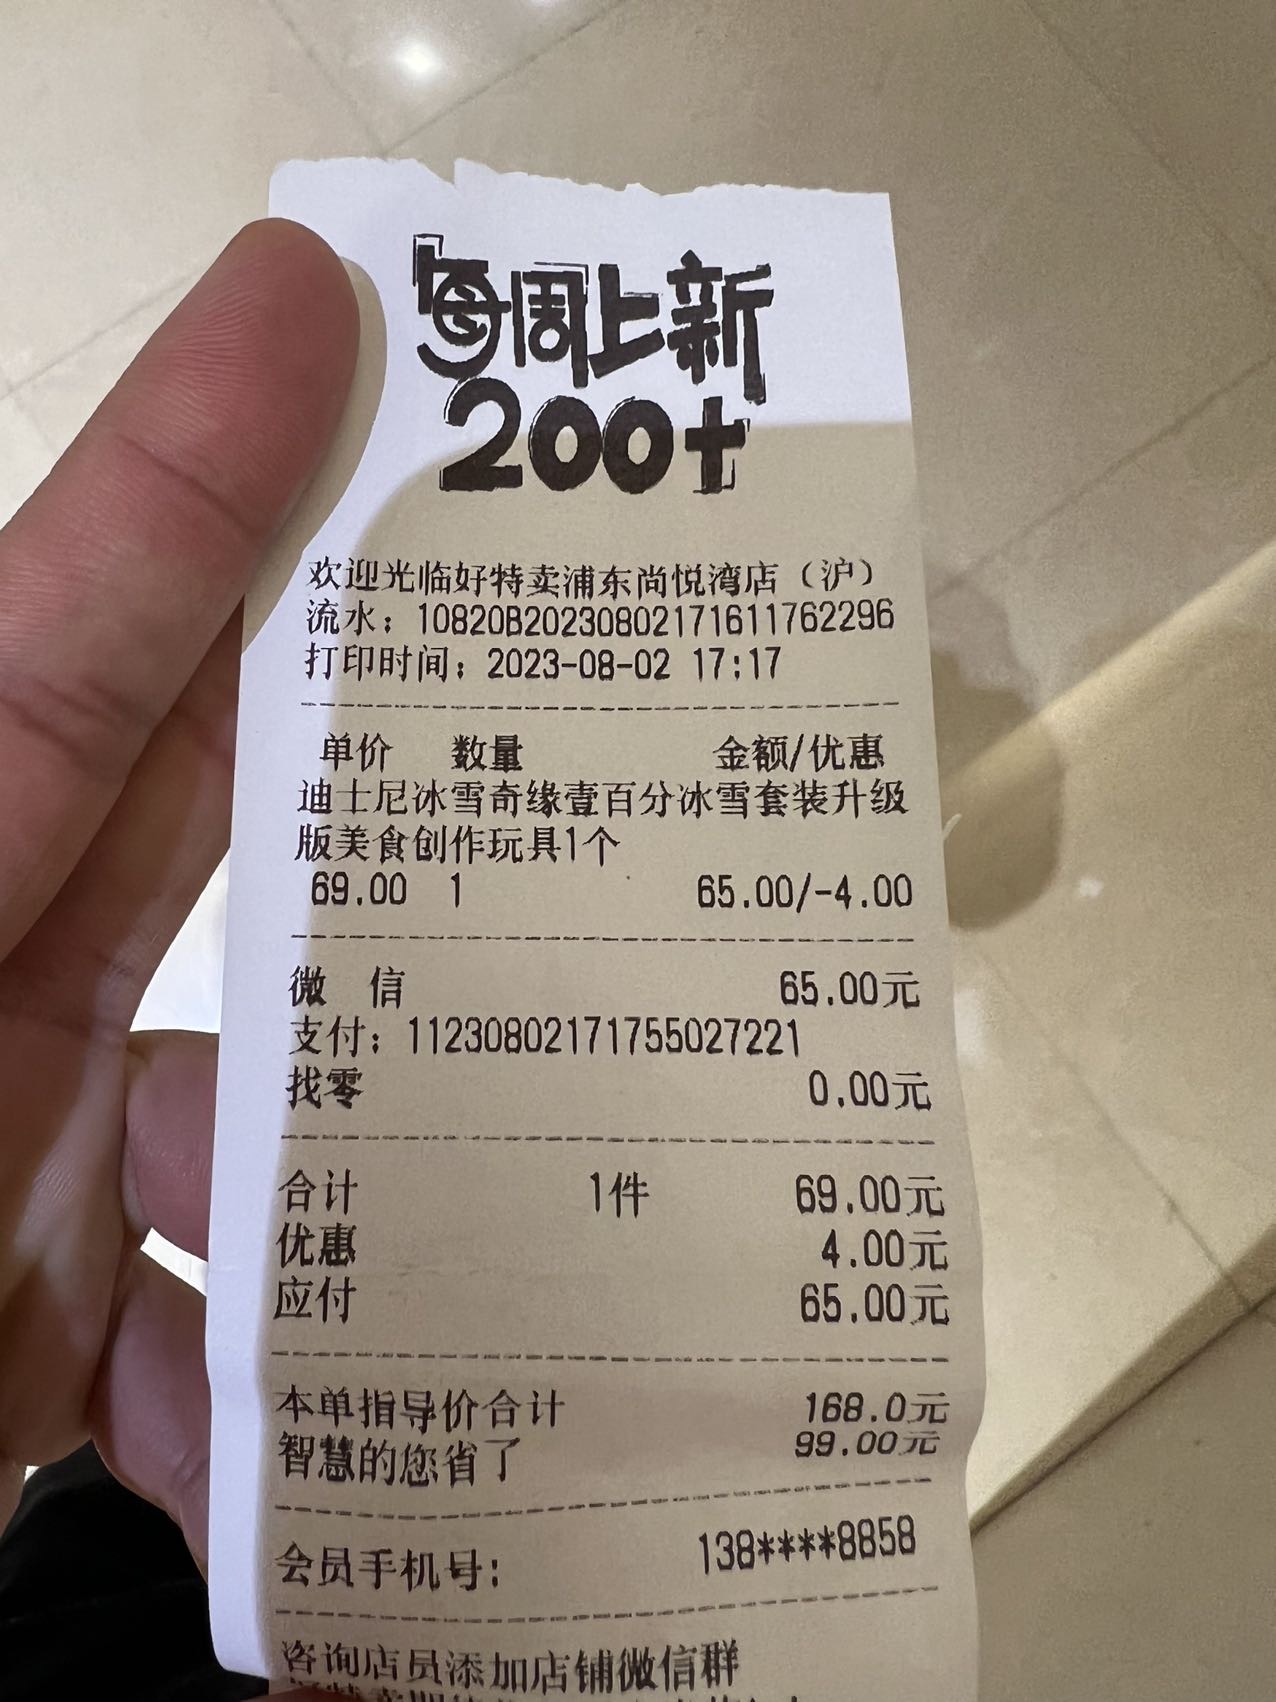 每周上新
200+
欢迎光临好特卖浦东尚悦湾店（沪）
流水：10820B20230802171611762296
打印时间：2023-08-02 17:17
单价 数量 金额/优惠
迪士尼冰雪奇缘壹百分冰雪套装升级
版美食创作玩具1个
69.00 1 65.00/-4.00
微 信 65.00元
支付：11230802171755027221
找零 0.00元
合计 1件 69.00元
优惠 4.00元
应付 65.00元
本单指导价合计 168.0元
智慧的您省了 99.00元
会员手机号： 138****8858
咨询店员添加店铺微信群